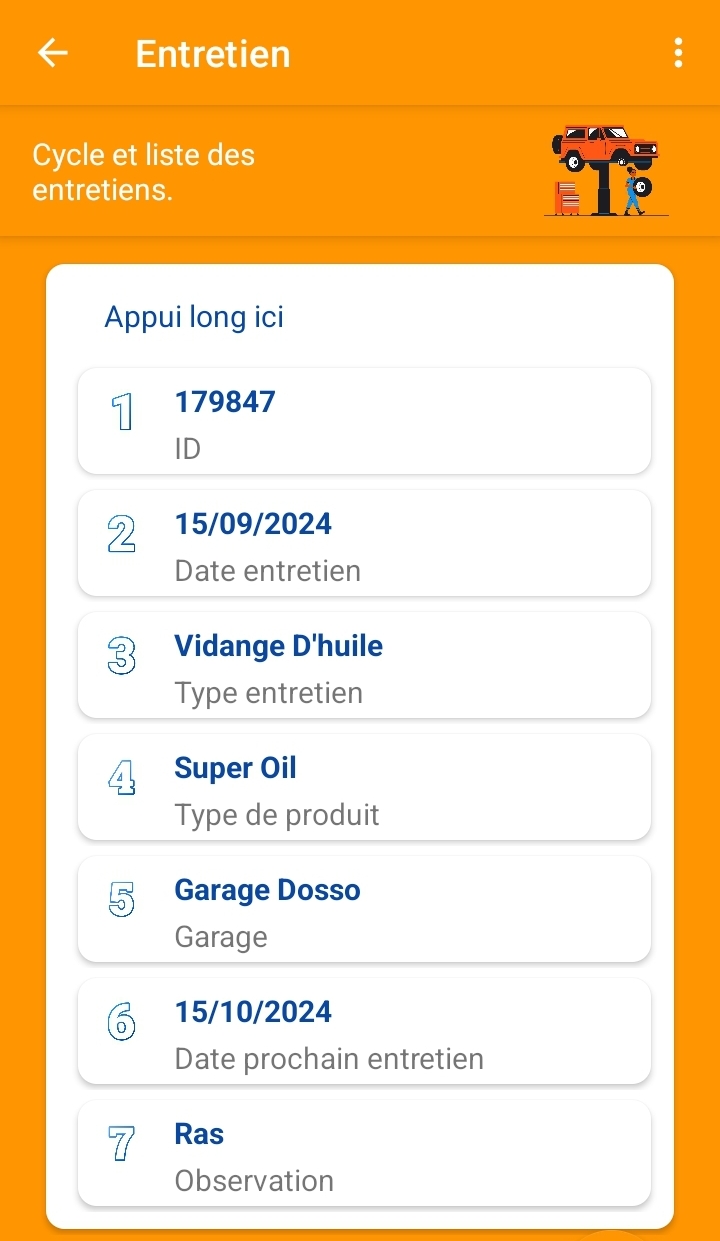 Entretien
Cycle et liste des
entretiens.
Appui long ici
1
179847
ID
2
15/09/2024
Date entretien
3
Vidange D'huile
Type entretien
4
Super Oil
Type de produit
5
Garage Dosso
Garage
6
15/10/2024
Date prochain entretien
7
Ras
Observation